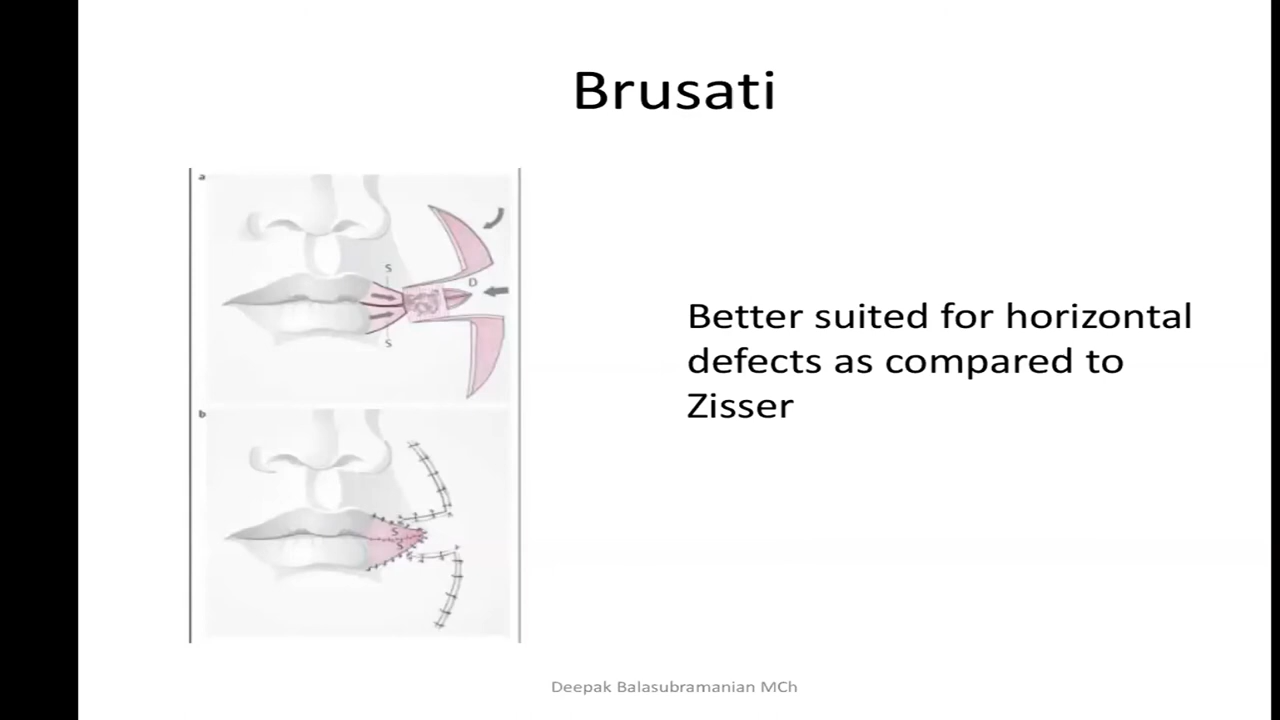 Brusati
a
S
D
S
b
S
S
Better suited for horizontal
defects as compared to
Zisser
Deepak Balasubramanian MCh